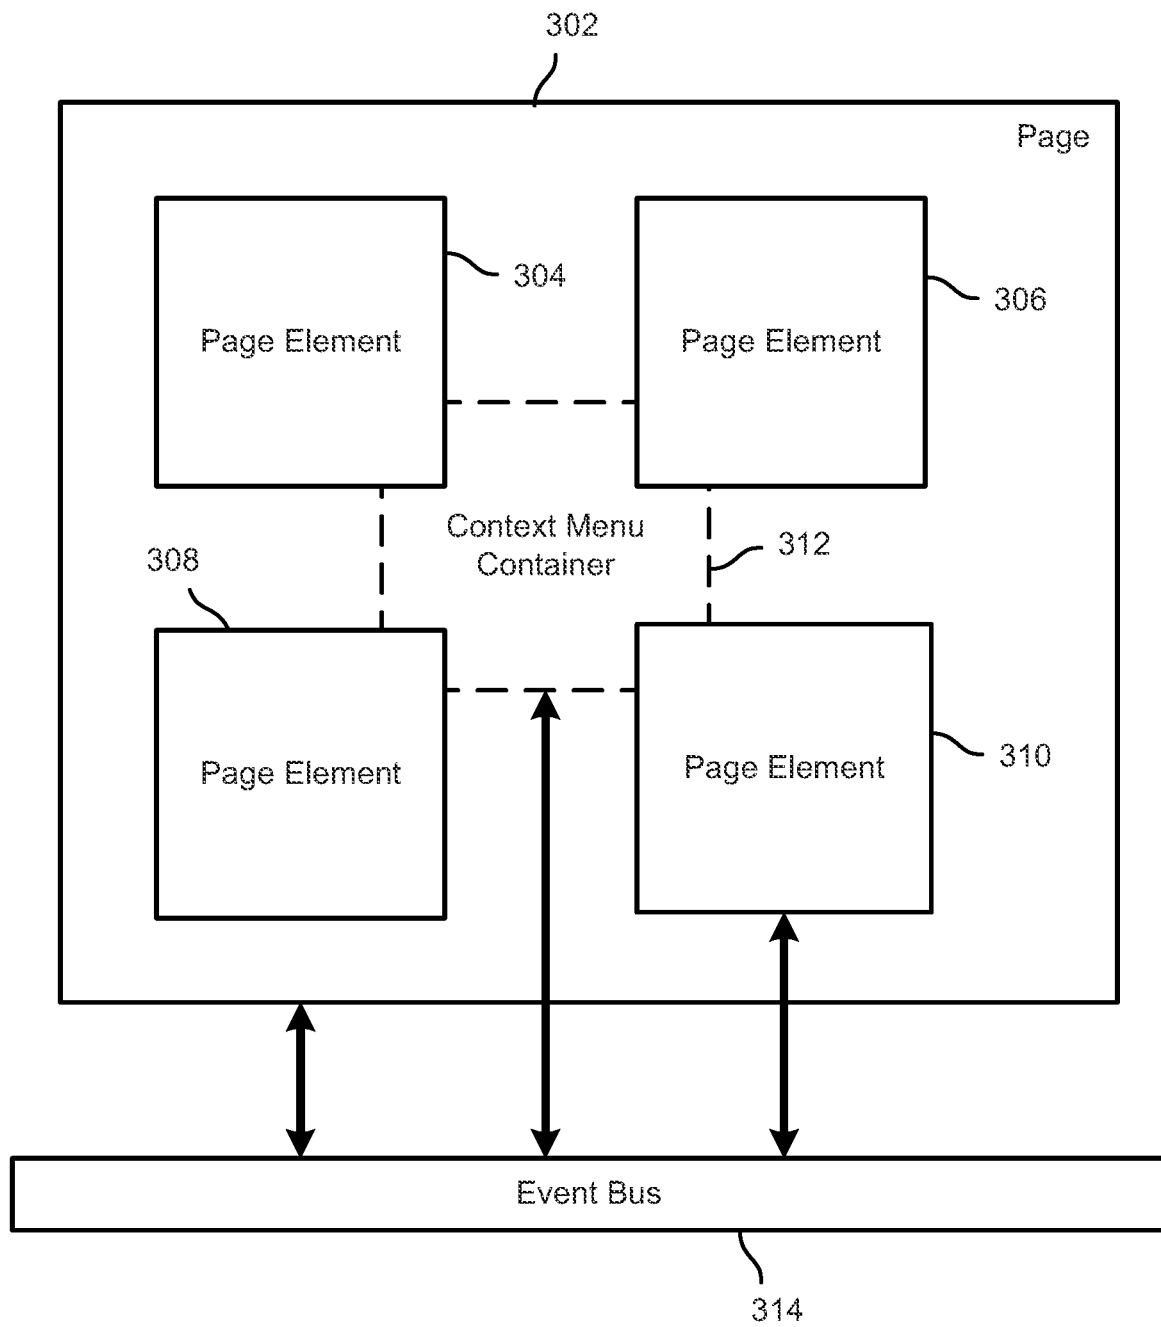 302
Page
304
306
Page Element
Page Element
Context Menu
Container
312
308
Page Element
Page Element
310
Event Bus
314